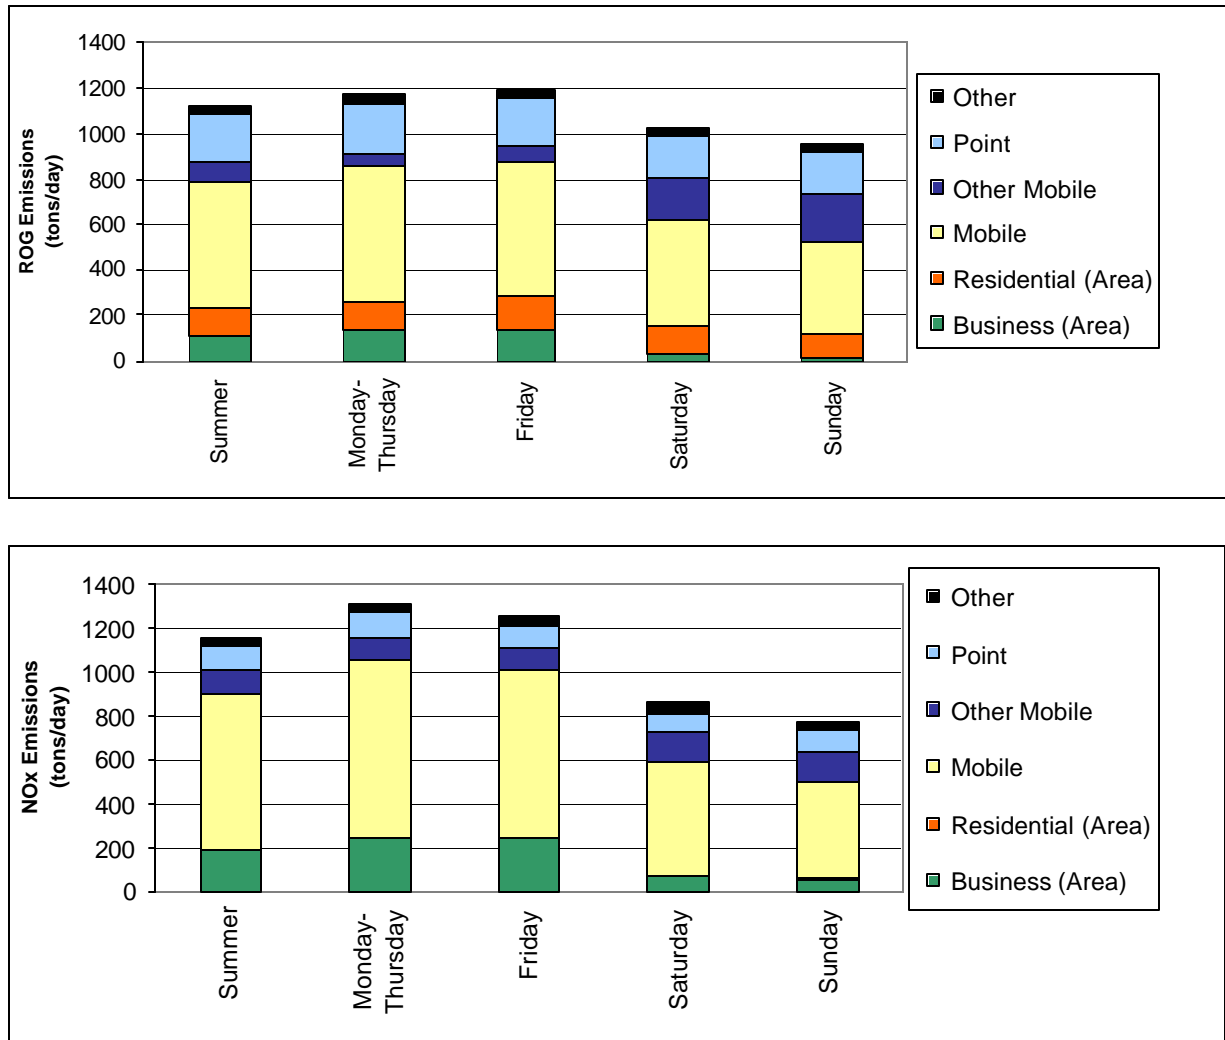 1400
1200
1000
800
600
400
200
0
ROG Emissions
(tons/day)
Summer
Monday-
Thursday
Friday
Saturday
Sunday
Other
Point
Other Mobile
Mobile
Residential (Area)
Business (Area)
1400
1200
1000
800
600
400
200
0
NOx Emissions
(tons/day)
Summer
Monday-
Thursday
Friday
Saturday
Sunday
Other
Point
Other Mobile
Mobile
Residential (Area)
Business (Area)